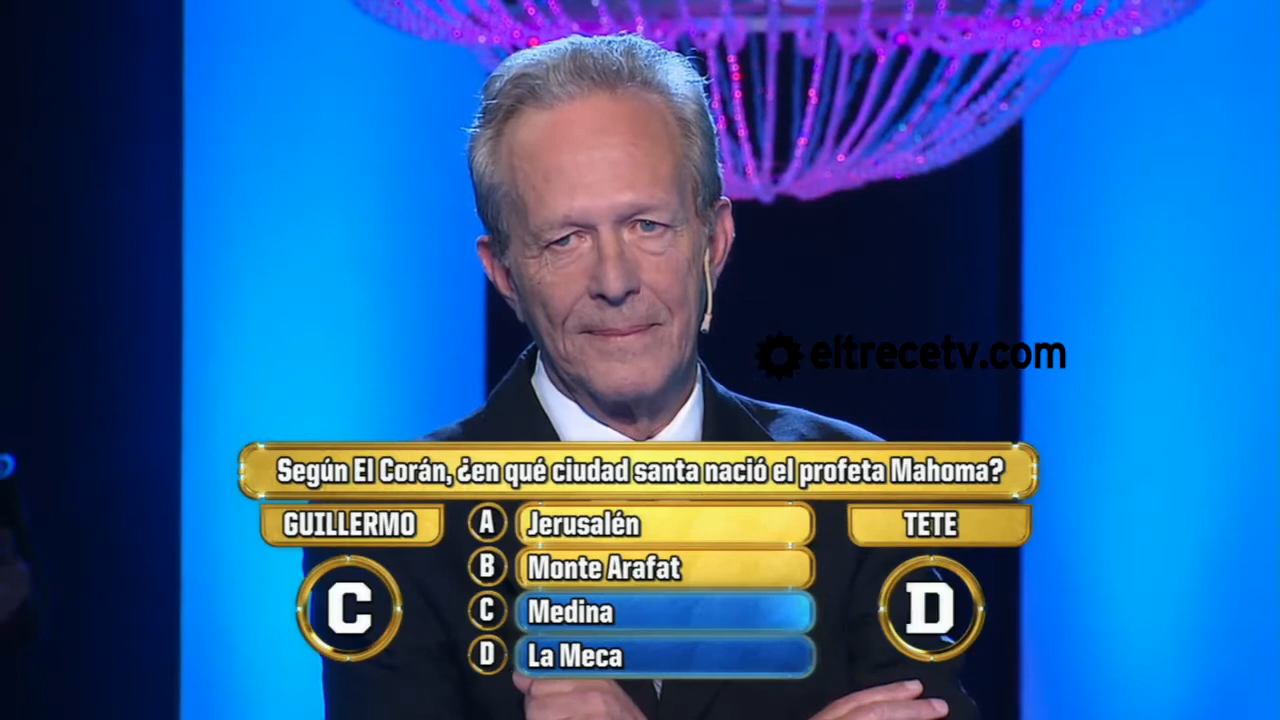 eltrecetv.com
Según El Corán, ¿en qué ciudad santa nació el profeta Mahoma?
GUILLERMO
A Jerusalén
TETE
B Monte Arafat
C
C Medina
D
D La Meca